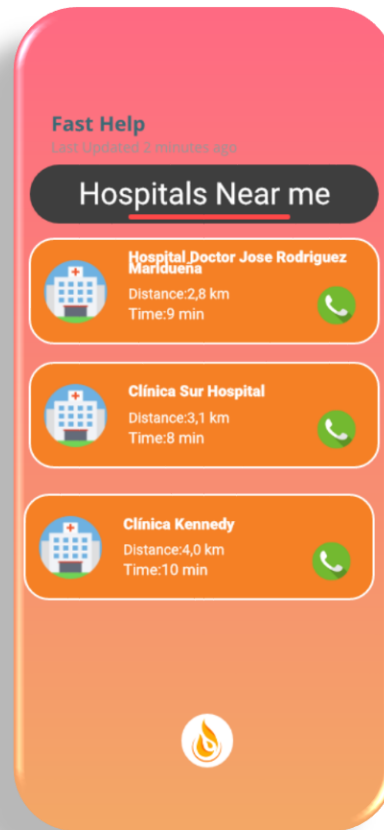 Fast Help
Last Updated 2 minutes ago
Hospitals Near me
Hospital Doctor Jose Rodriguez
Maridueña
Distance:2,8 km
Time:9 min
Clínica Sur Hospital
Distance:3,1 km
Time:8 min
Clínica Kennedy
Distance:4,0 km
Time:10 min